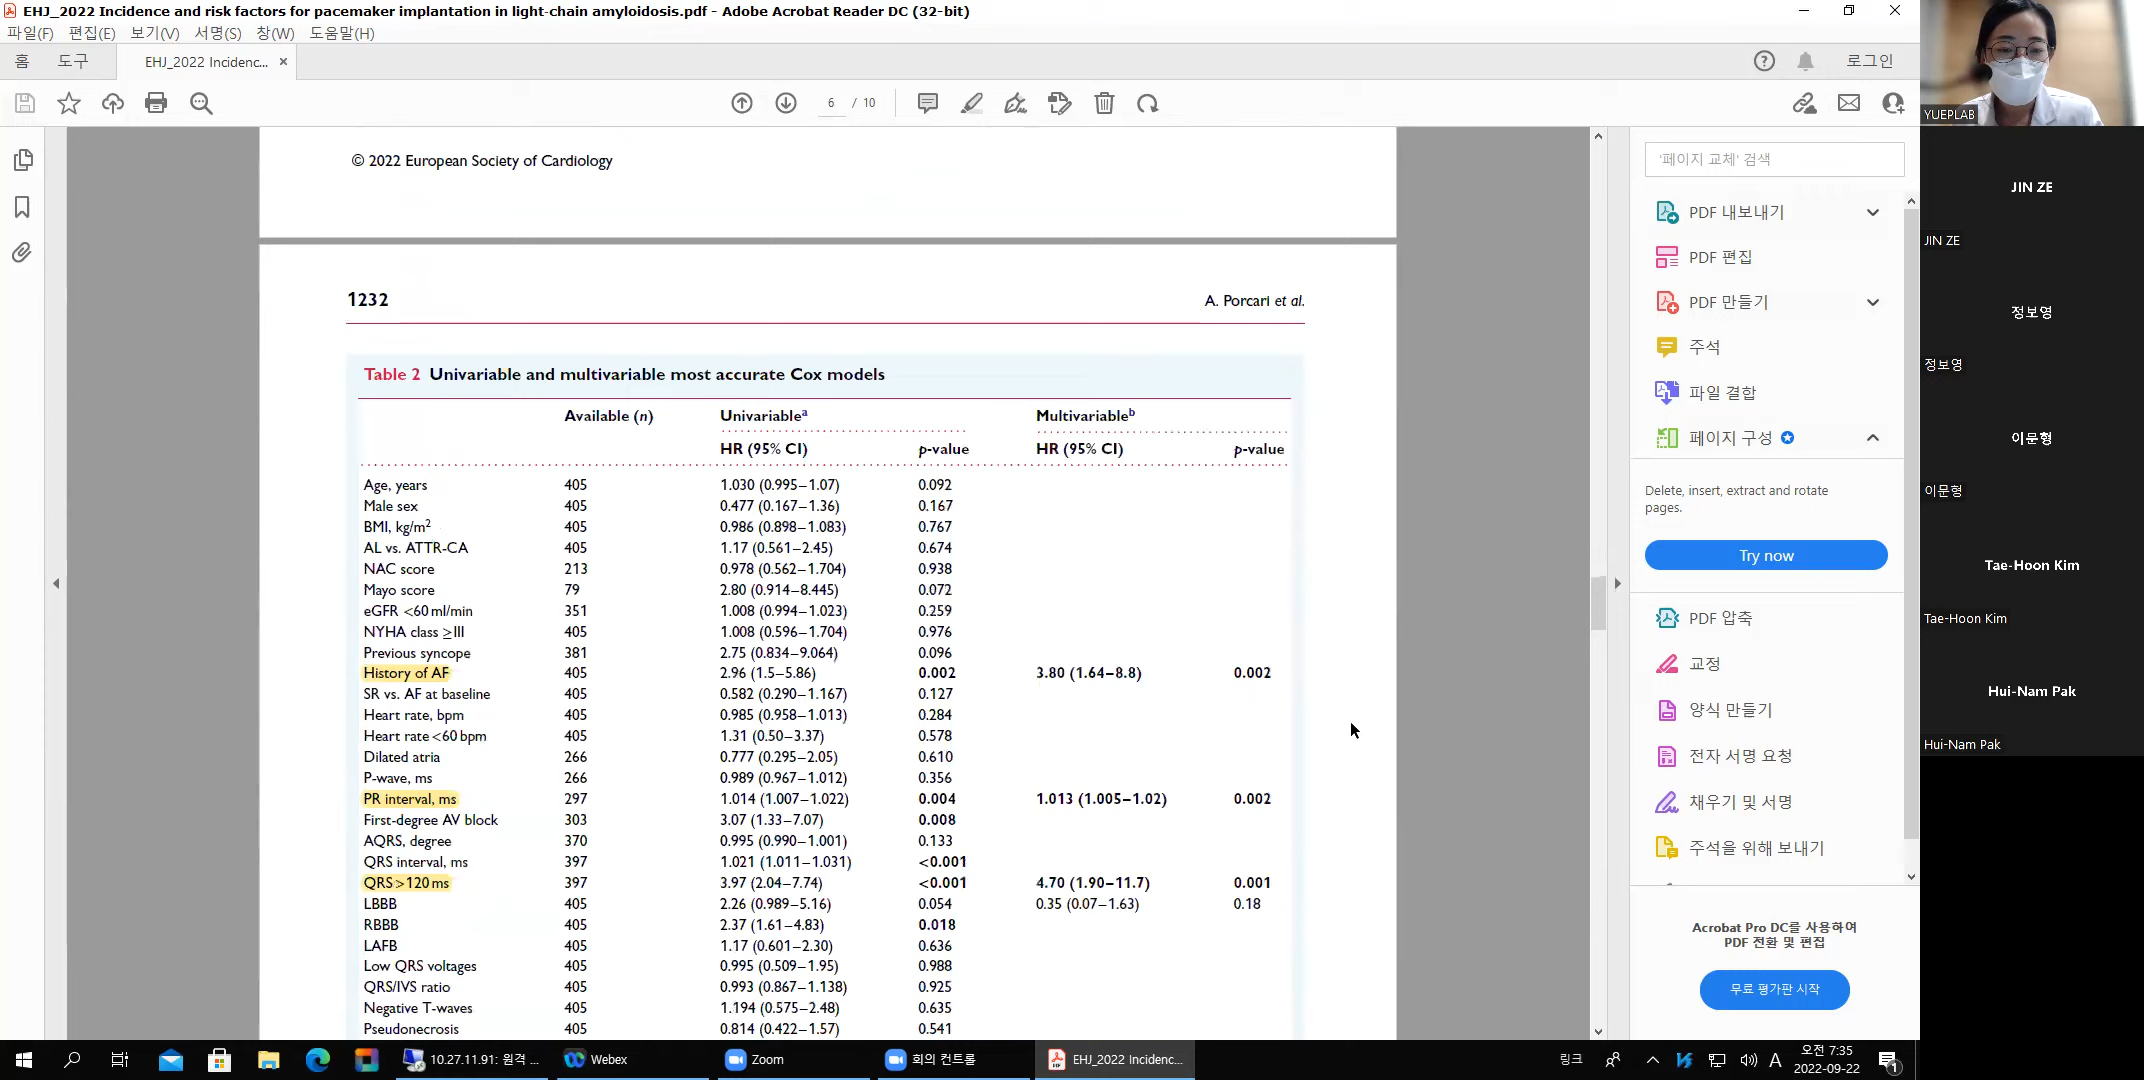 EHJ_2022 Incidence and risk factors for pacemaker implantation in light-chain amyloidosis.pdf - Adobe Acrobat Reader DC (32-bit)
파일(F) 편집(E) 보기(V) 서명(S) 창(W) 도움말(H)
홈 도구 EHJ_2022 Incidenc... × 로그인
6 / 10
© 2022 European Society of Cardiology
1232 A. Porcari et al.
Table 2 Univariable and multivariable most accurate Cox models
Available (n) Univariableᵃ Multivariableᵇ
HR (95% CI) p-value HR (95% CI) p-value
Age, years 405 1.030 (0.995–1.07) 0.092
Male sex 405 0.477 (0.167–1.36) 0.167
BMI, kg/m² 405 0.986 (0.898–1.083) 0.767
AL vs. ATTR-CA 405 1.17 (0.561–2.45) 0.674
NAC score 213 0.978 (0.562–1.704) 0.938
Mayo score 79 2.80 (0.914–8.445) 0.072
eGFR <60 ml/min 351 1.008 (0.994–1.023) 0.259
NYHA class ≥III 405 1.008 (0.596–1.704) 0.976
Previous syncope 381 2.75 (0.834–9.064) 0.096
History of AF 405 2.96 (1.5–5.86) 0.002 3.80 (1.64–8.8) 0.002
SR vs. AF at baseline 405 0.582 (0.290–1.167) 0.127
Heart rate, bpm 405 0.985 (0.958–1.013) 0.284
Heart rate <60 bpm 405 1.31 (0.50–3.37) 0.578
Dilated atria 266 0.777 (0.295–2.05) 0.610
P-wave, ms 266 0.989 (0.967–1.012) 0.356
PR interval, ms 297 1.014 (1.007–1.022) 0.004 1.013 (1.005–1.02) 0.002
First-degree AV block 303 3.07 (1.33–7.07) 0.008
AQRS, degree 370 0.995 (0.990–1.001) 0.133
QRS interval, ms 397 1.021 (1.011–1.031) <0.001
QRS>120 ms 397 3.97 (2.04–7.74) <0.001 4.70 (1.90–11.7) 0.001
LBBB 405 2.26 (0.989–5.16) 0.054 0.35 (0.07–1.63) 0.18
RBBB 405 2.37 (1.61–4.83) 0.018
LAFB 405 1.17 (0.601–2.30) 0.636
Low QRS voltages 405 0.995 (0.509–1.95) 0.988
QRS/IVS ratio 405 0.993 (0.867–1.138) 0.925
Negative T-waves 405 1.194 (0.575–2.48) 0.635
Pseudonecrosis 405 0.814 (0.422–1.57) 0.541
'페이지 교체' 검색
PDF 내보내기
PDF 편집
PDF 만들기
주석
파일 결합
페이지 구성
Delete, insert, extract and rotate
pages.
Try now
PDF 압축
교정
양식 만들기
전자 서명 요청
채우기 및 서명
주석을 위해 보내기
Acrobat Pro DC를 사용하여
PDF 전환 및 편집
무료 평가판 시작
YUEPLAB
JIN ZE
JIN ZE
정보영
정보영
이문형
이문형
Tae-Hoon Kim
Tae-Hoon Kim
Hui-Nam Pak
Hui-Nam Pak
10.27.11.91: 원격 ... Webex Zoom 회의 컨트롤 EHJ_2022 Incidenc... 링크 A 오전 7:35
2022-09-22 1